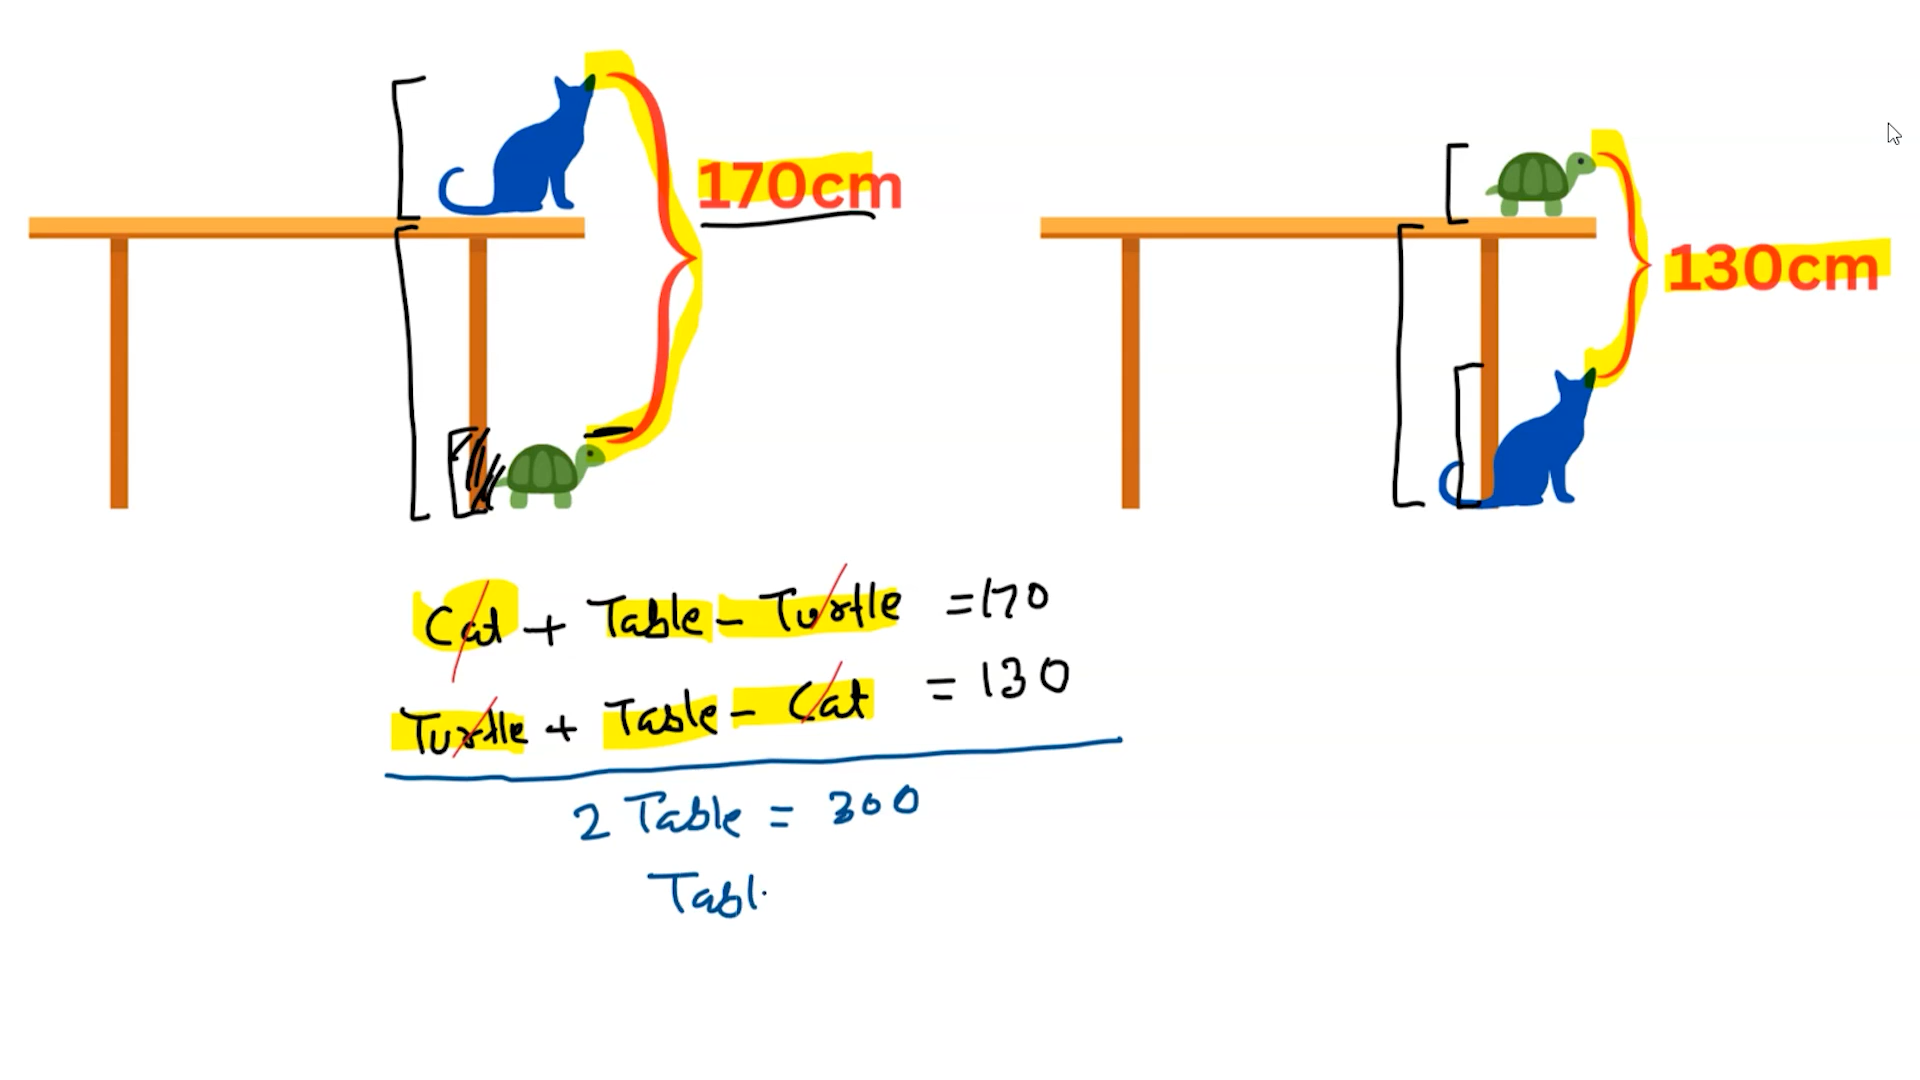 170cm
130cm
Cat + Table - Turtle = 170
Turtle + Table - Cat = 130
2 Table = 300
Tabl